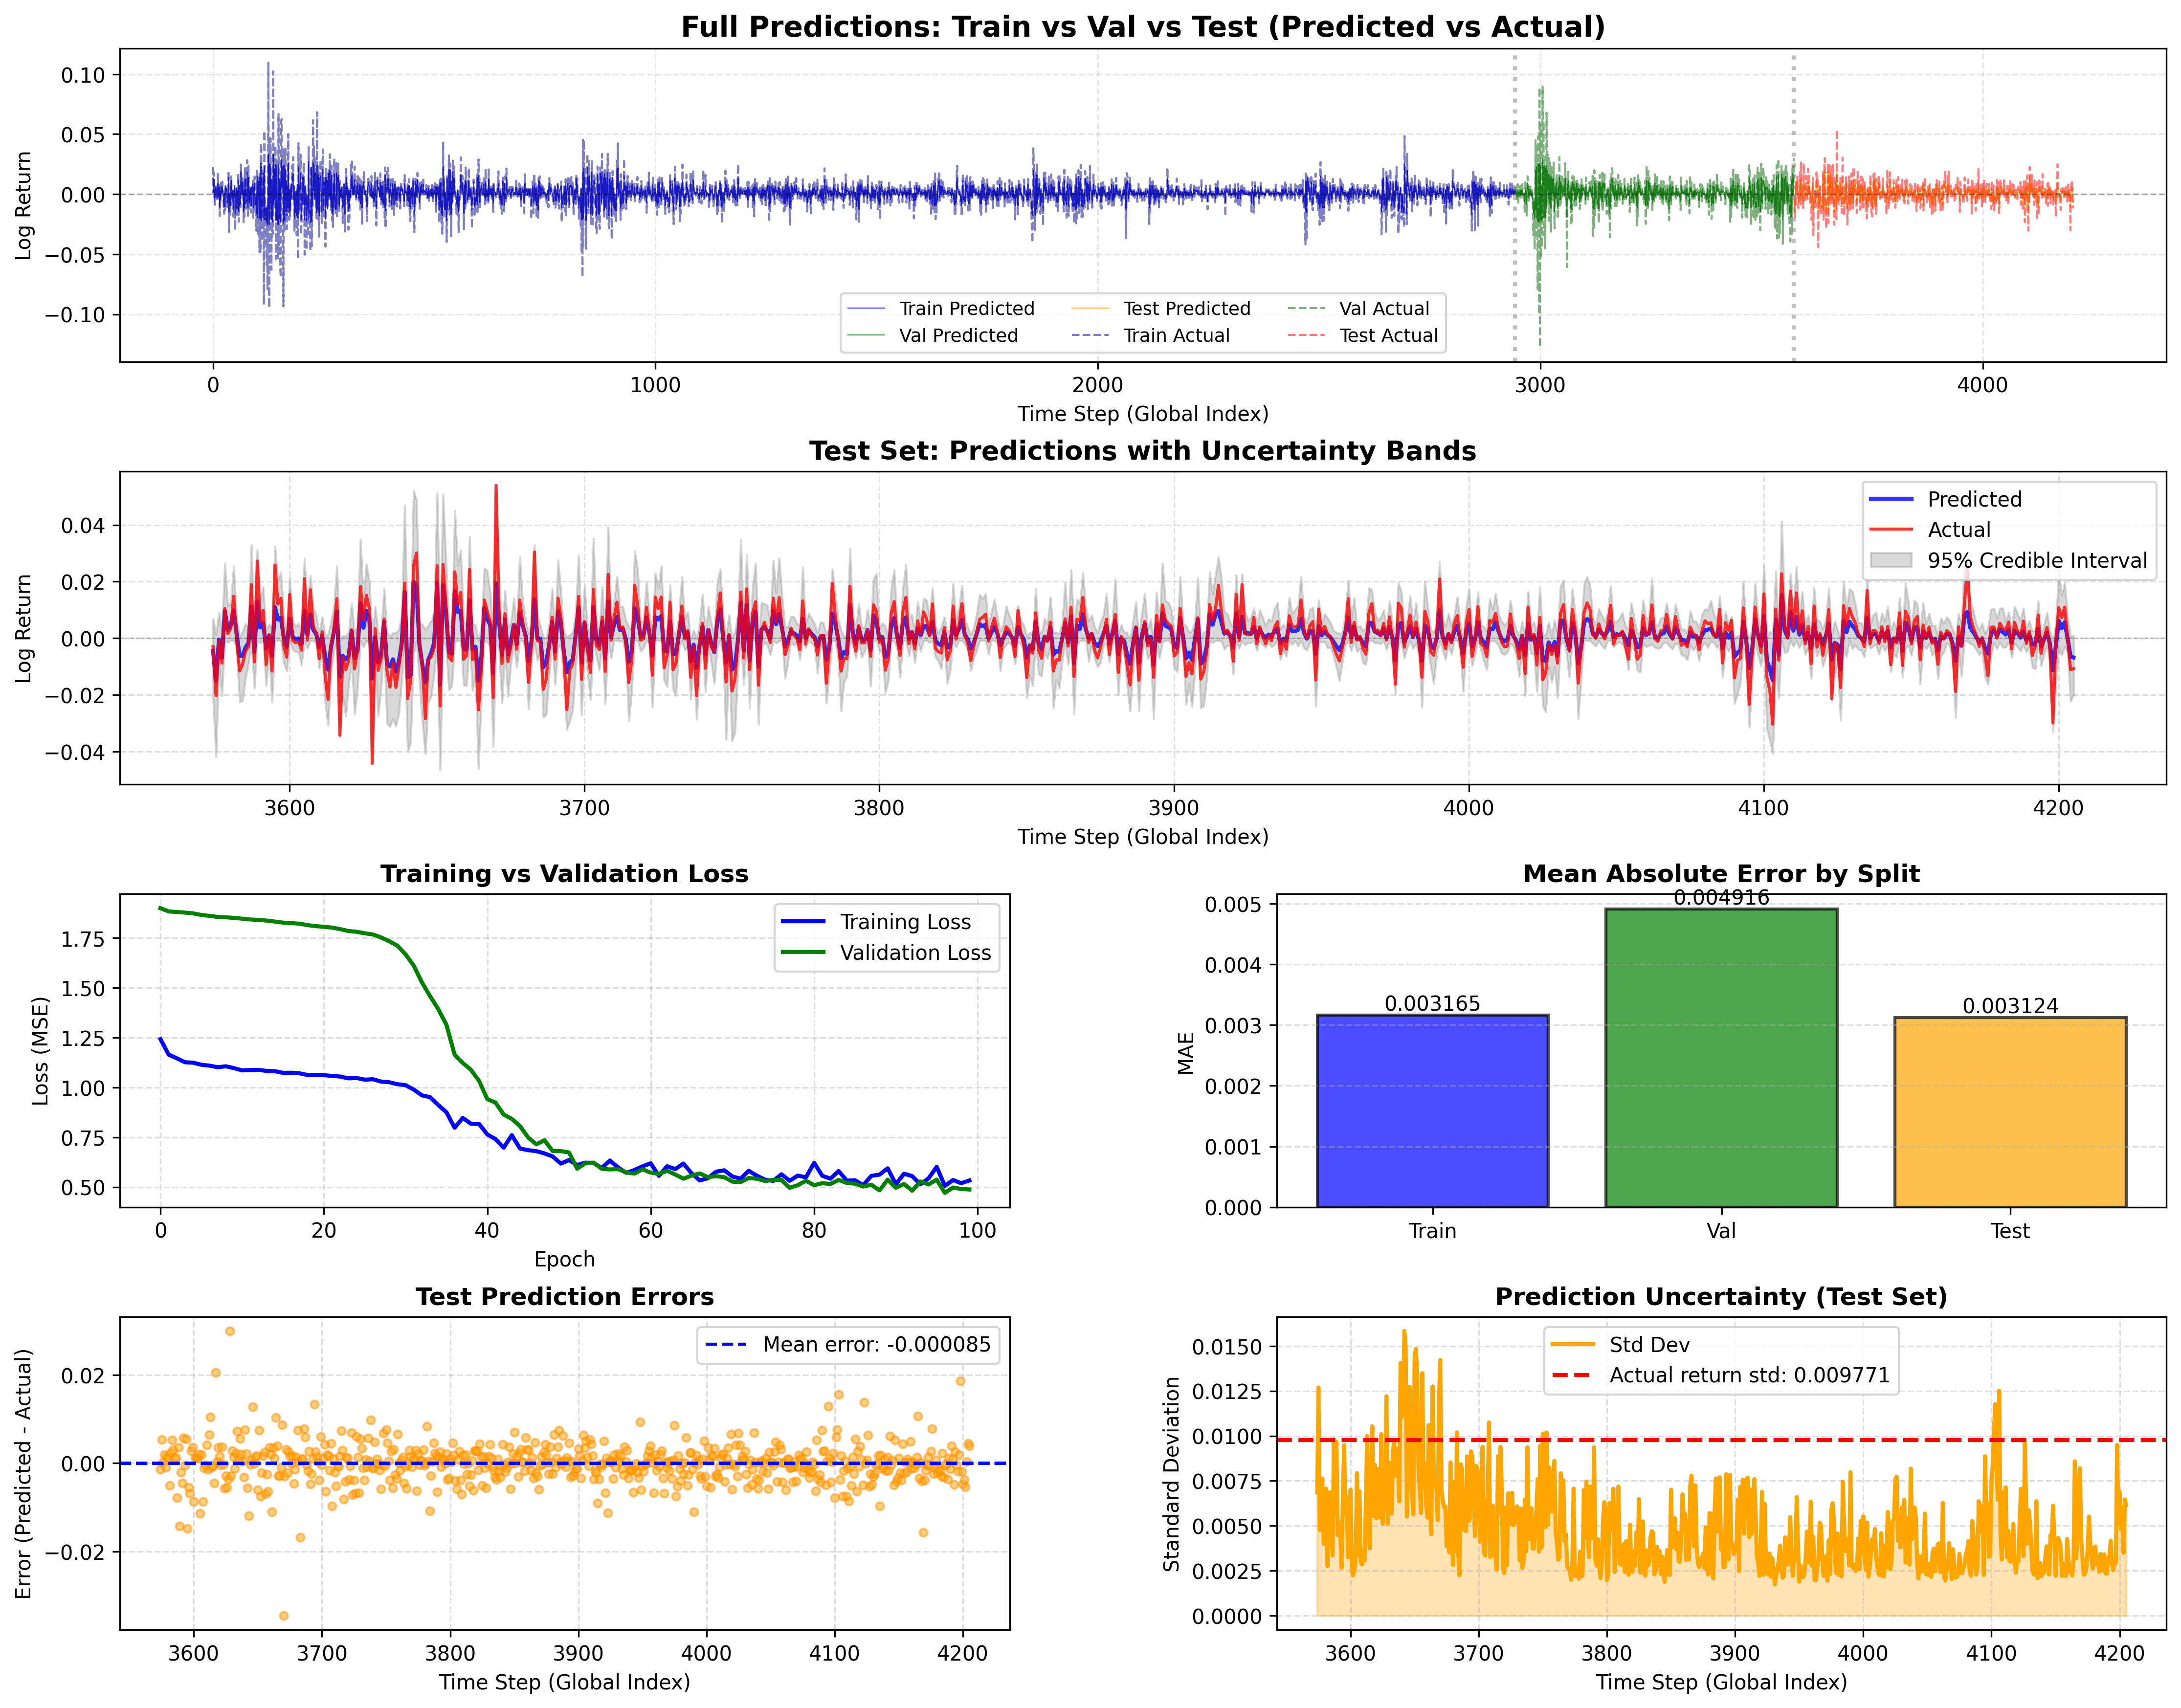 Full Predictions: Train vs Val vs Test (Predicted vs Actual)
Log Return
0.10
0.05
0.00
−0.05
−0.10
Train Predicted
Val Predicted
Test Predicted
Train Actual
Val Actual
Test Actual
0 1000 2000 3000 4000
Time Step (Global Index)
Test Set: Predictions with Uncertainty Bands
Log Return
0.04
0.02
0.00
−0.02
−0.04
Predicted
Actual
95% Credible Interval
3600 3700 3800 3900 4000 4100 4200
Time Step (Global Index)
Training vs Validation Loss
Loss (MSE)
1.75
1.50
1.25
1.00
0.75
0.50
Training Loss
Validation Loss
0 20 40 60 80 100
Epoch
Mean Absolute Error by Split
MAE
0.005
0.004
0.003
0.002
0.001
0.000
0.003165
0.004916
0.003124
Train Val Test
Test Prediction Errors
Error (Predicted - Actual)
0.02
0.00
−0.02
Mean error: -0.000085
3600 3700 3800 3900 4000 4100 4200
Time Step (Global Index)
Prediction Uncertainty (Test Set)
Standard Deviation
0.0150
0.0125
0.0100
0.0075
0.0050
0.0025
0.0000
Std Dev
Actual return std: 0.009771
3600 3700 3800 3900 4000 4100 4200
Time Step (Global Index)